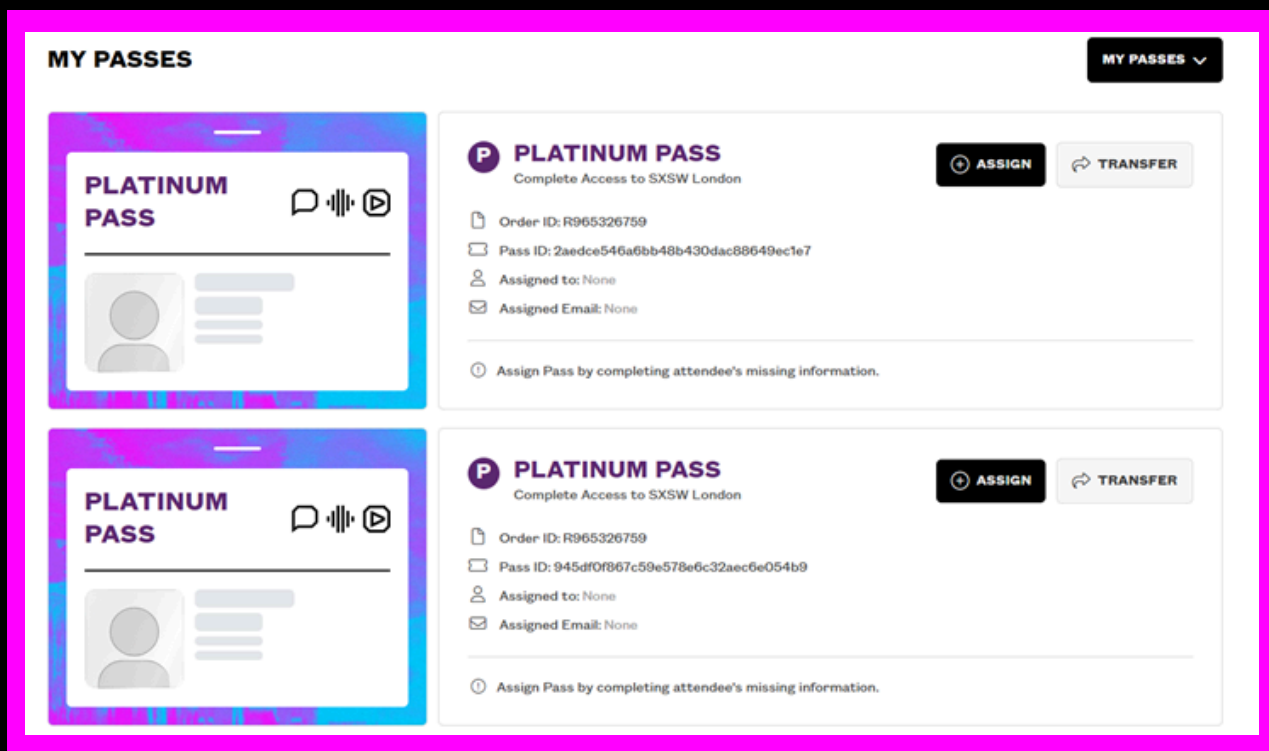 MY PASSES
MY PASSES
PLATINUM
PASS
P PLATINUM PASS
Complete Access to SXSW London
ASSIGN
TRANSFER
Order ID: R965326759
Pass ID: 2aedce546a6bb48b430dac88649ec1e7
Assigned to: None
Assigned Email: None
Assign Pass by completing attendee's missing information.
PLATINUM
PASS
P PLATINUM PASS
Complete Access to SXSW London
ASSIGN
TRANSFER
Order ID: R965326759
Pass ID: 945df0f867c59e578e6c32aec6e054b9
Assigned to: None
Assigned Email: None
Assign Pass by completing attendee's missing information.